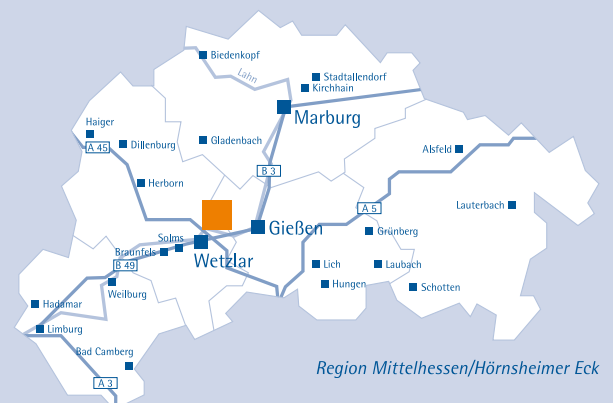 Biedenkopf
Lahn
Stadtallendorf
Kirchhain
Marburg
Haiger
A 45
Dillenburg
Gladenbach
Alsfeld
B 3
Herborn
A 5
Lauterbach
Gießen
Grünberg
Solms
Braunfels
Wetzlar
B 49
Lich
Laubach
Weilburg
Hungen
Schotten
Hadamar
Limburg
Bad Camberg
Region Mittelhessen/Hörnsheimer Eck
A 3